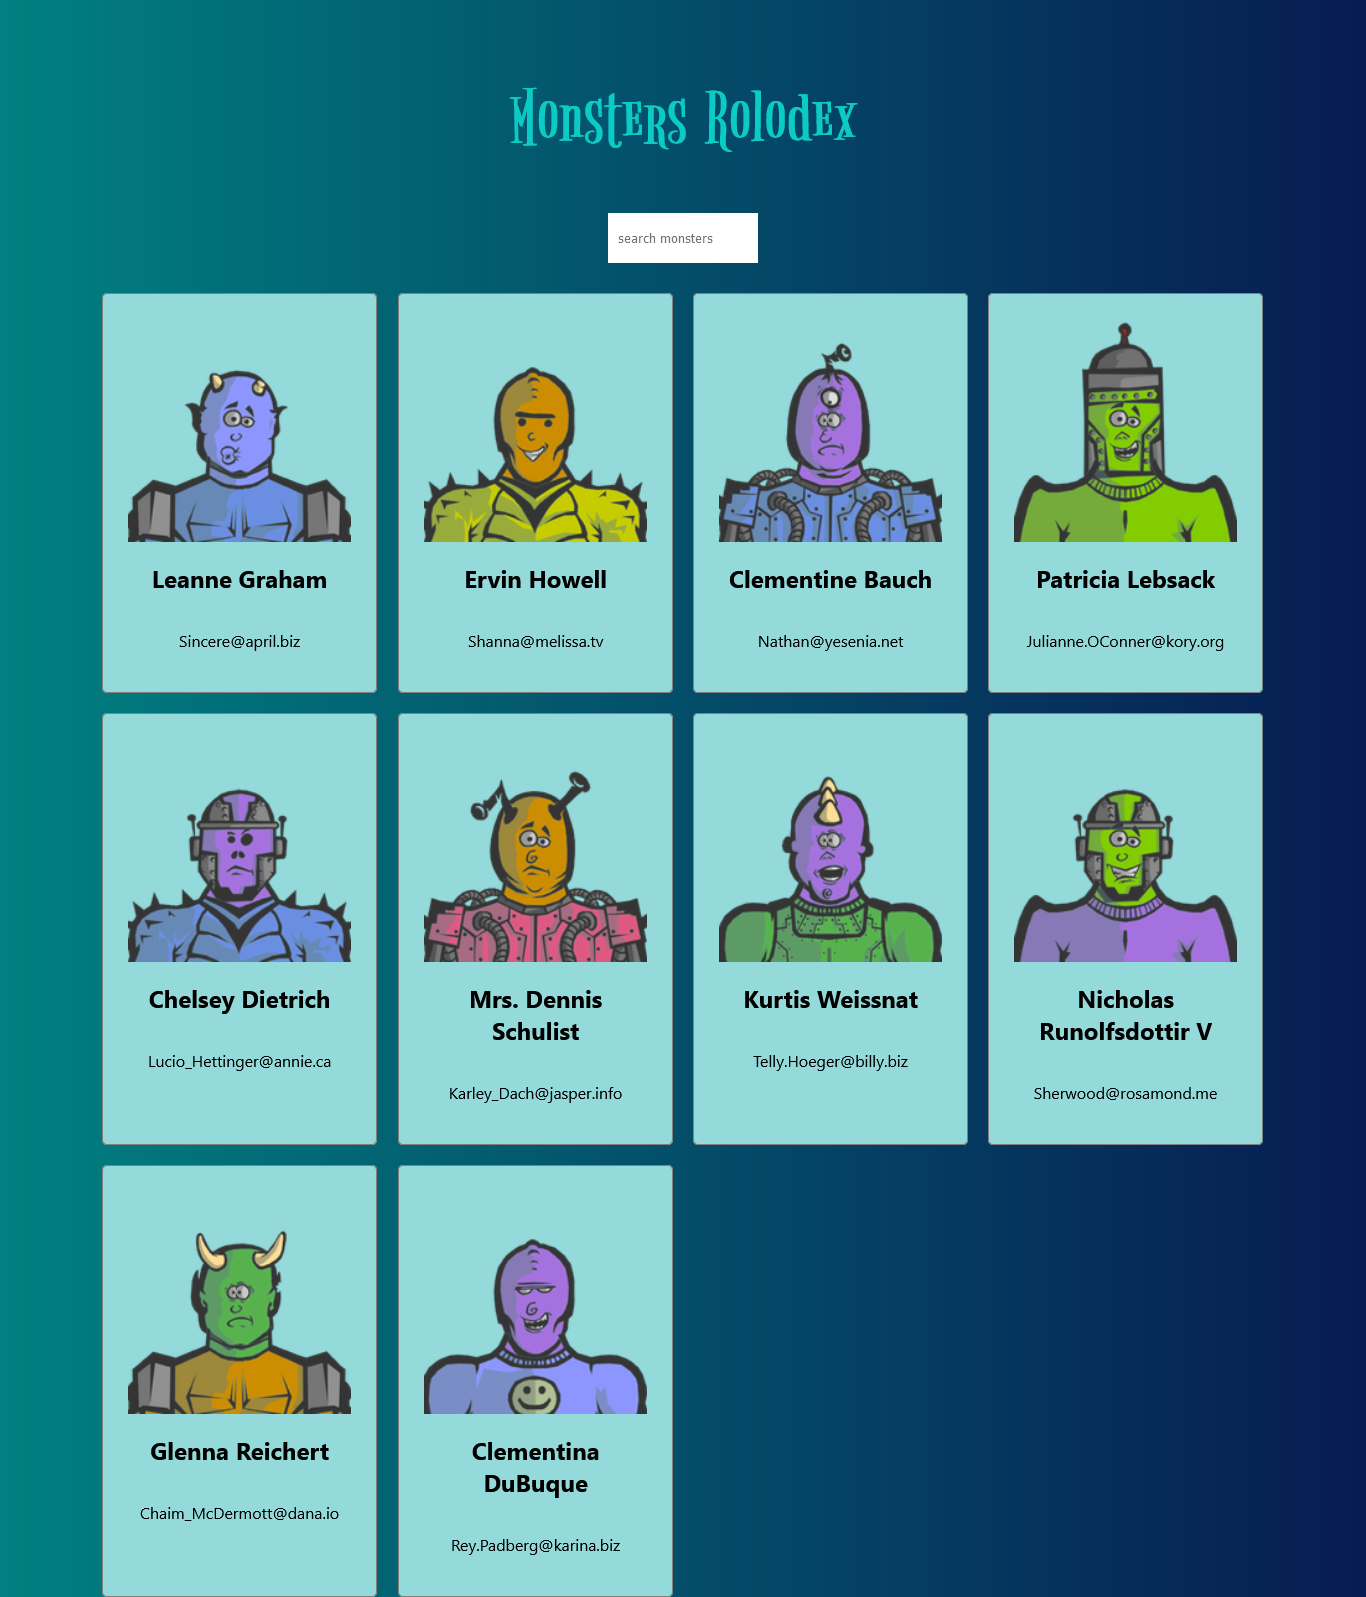 Monsters Rolodex
search monsters
Leanne Graham
Sincere@april.biz
Ervin Howell
Shanna@melissa.tv
Clementine Bauch
Nathan@yesenia.net
Patricia Lebsack
Julianne.OConner@kory.org
Chelsey Dietrich
Lucio_Hettinger@annie.ca
Mrs. Dennis
Schulist
Karley_Dach@jasper.info
Kurtis Weissnat
Telly.Hoeger@billy.biz
Nicholas
Runolfsdottir V
Sherwood@rosamond.me
Glenna Reichert
Chaim_McDermott@dana.io
Clementina
DuBuque
Rey.Padberg@karina.biz